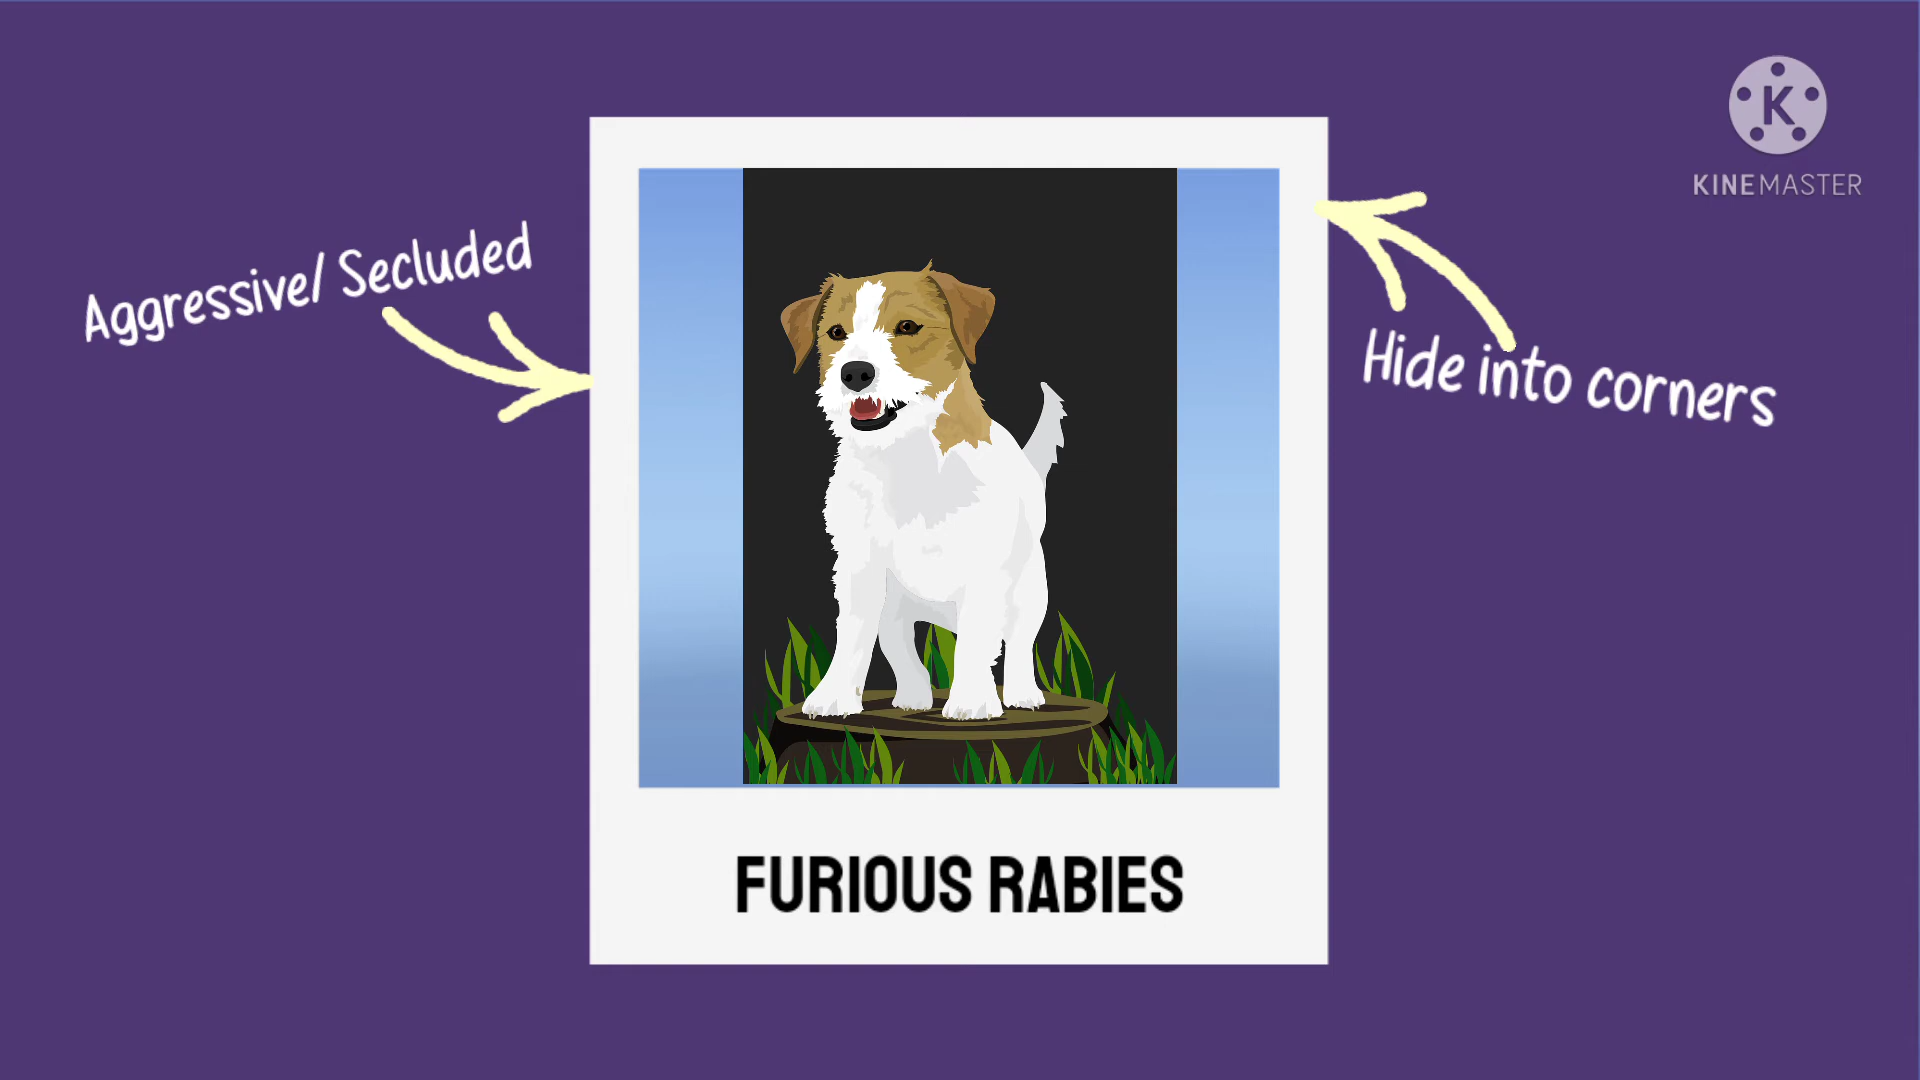 K
KINEMASTER
Aggressive/ Secluded
Hide into corners
FURIOUS RABIES